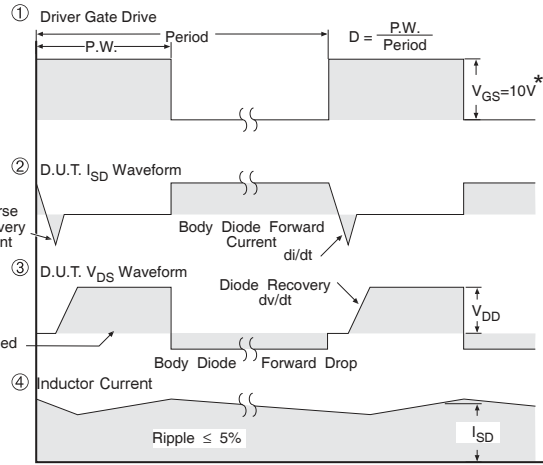 ① Driver Gate Drive
P.W.
Period
D = P.W. / Period
V_GS=10V*
② D.U.T. I_SD Waveform
Body Diode Forward
Current
di/dt
③ D.U.T. V_DS Waveform
Diode Recovery
dv/dt
V_DD
Body Diode Forward Drop
④ Inductor Current
Ripple ≤ 5%
I_SD